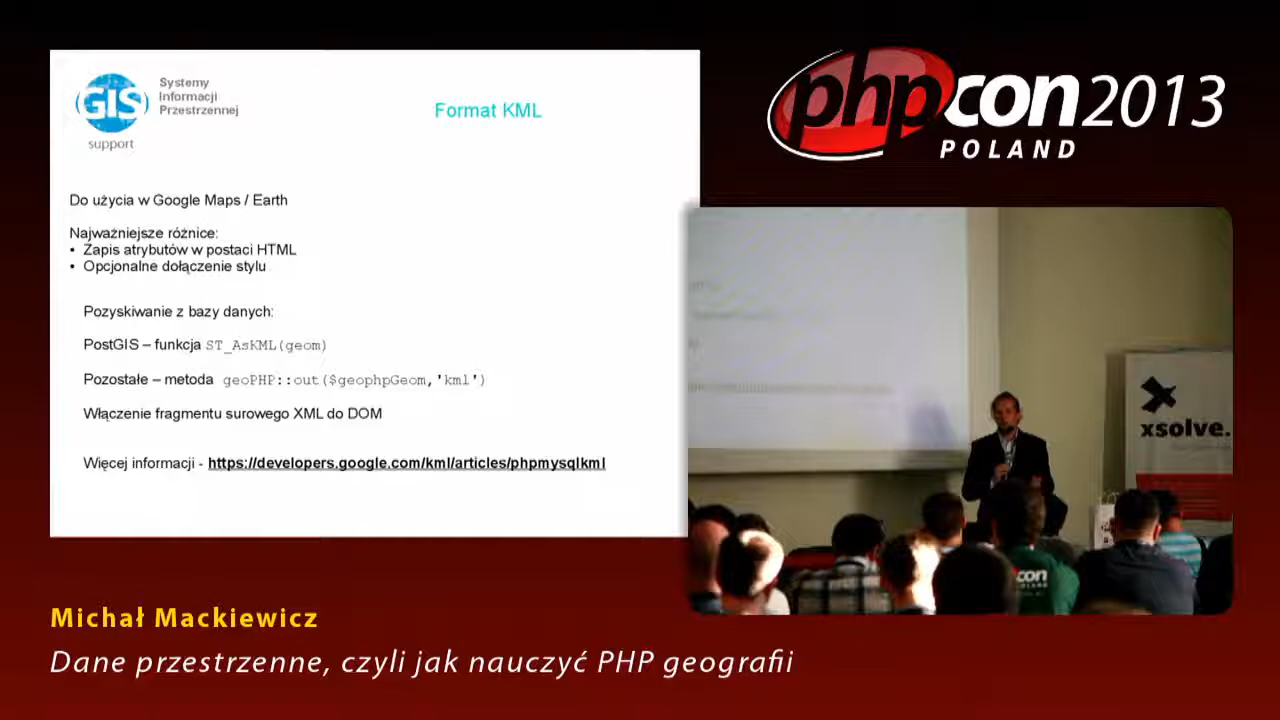 GIS
Systemy
Informacji
Przestrzennej
support
Format KML
Do użycia w Google Maps / Earth
Najważniejsze różnice:
• Zapis atrybutów w postaci HTML
• Opcjonalne dołączenie stylu
Pozyskiwanie z bazy danych:
PostGIS – funkcja ST_AsKML(geom)
Pozostałe – metoda geoPHP::out($geophpGeom,'kml')
Włączenie fragmentu surowego XML do DOM
Więcej informacji - https://developers.google.com/kml/articles/phpmysqlkml
phpcon2013
POLAND
xsolve.
con
Michał Mackiewicz
Dane przestrzenne, czyli jak nauczyć PHP geografii